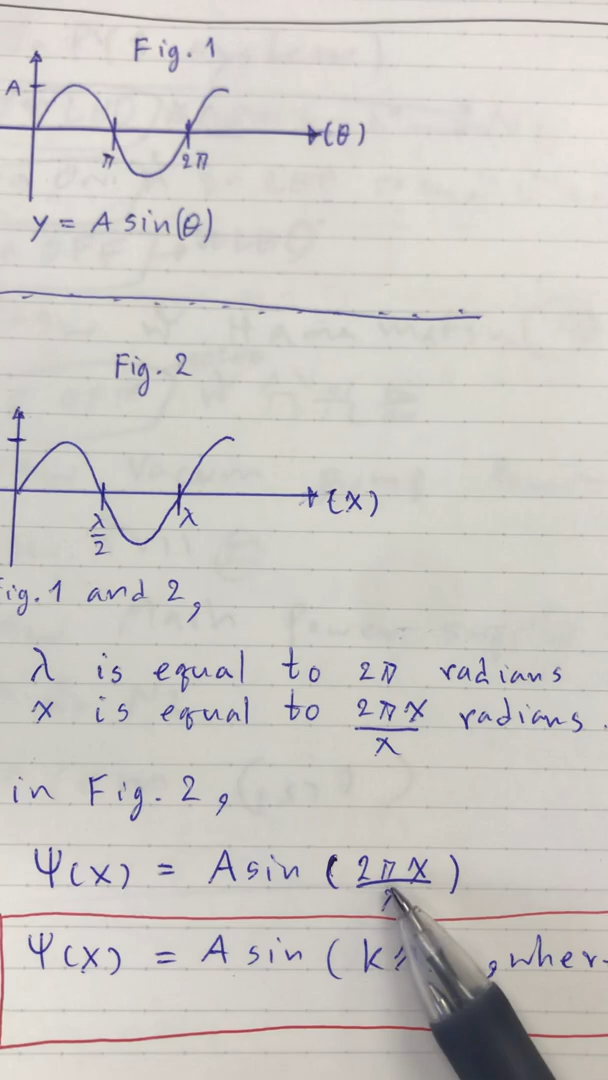 Fig. 1
A
(θ)
π 2π
y = A sin(θ)
Fig. 2
(x)
λ/2 λ
Fig. 1 and 2,
λ is equal to 2π radians
x is equal to 2πx/λ radians.
in Fig. 2,
Ψ(x) = A sin (2πx/λ)
Ψ(x) = A sin (k